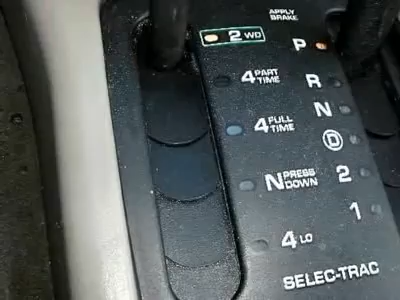 APPLY
BRAKE
2 WD
P
4 PART TIME
R
N
4 FULL TIME
D
N PRESS DOWN
2
1
4 LO
SELEC-TRAC